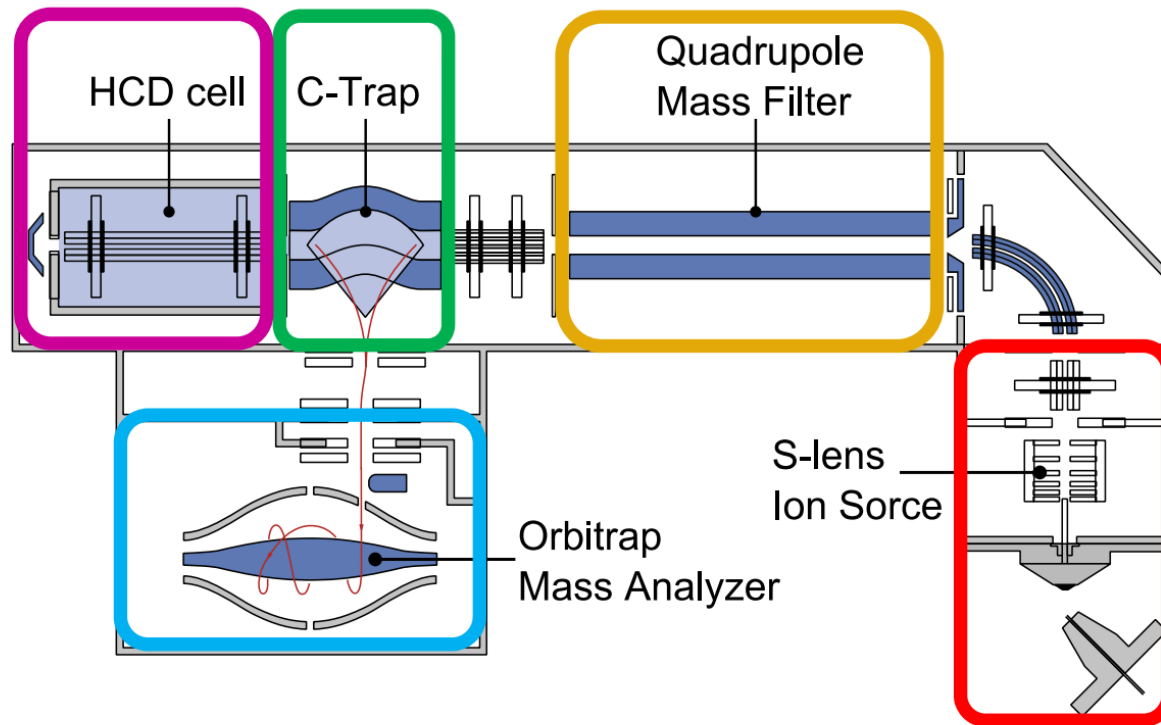 HCD cell
C-Trap
Quadrupole
Mass Filter
S-lens
Ion Sorce
Orbitrap
Mass Analyzer